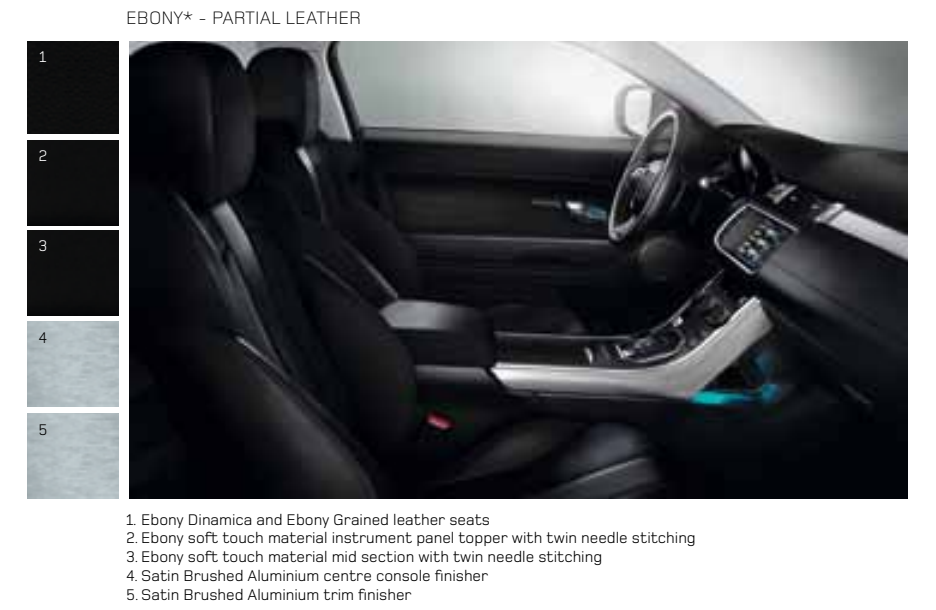 EBONY* - PARTIAL LEATHER
1
2
3
4
5
1. Ebony Dinamica and Ebony Grained leather seats
2. Ebony soft touch material instrument panel topper with twin needle stitching
3. Ebony soft touch material mid section with twin needle stitching
4. Satin Brushed Aluminium centre console finisher
5. Satin Brushed Aluminium trim finisher